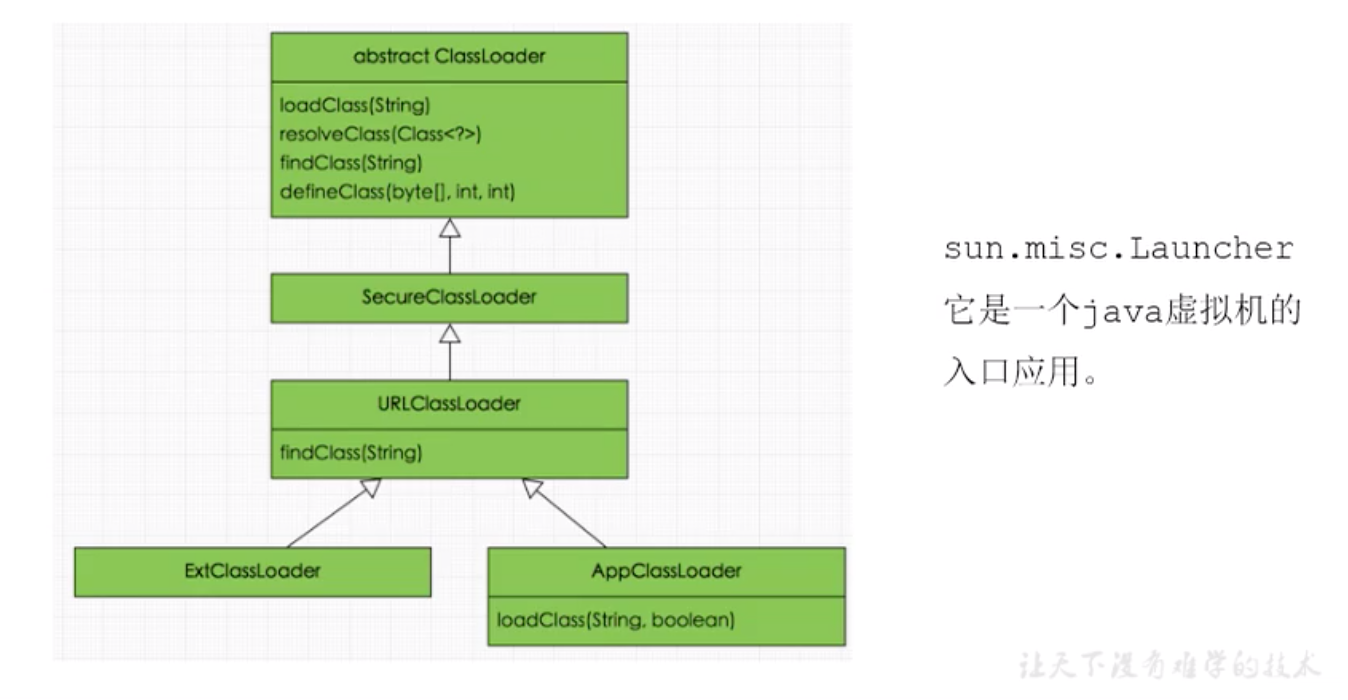 abstract ClassLoader
loadClass(String)
resolveClass(Class<?>)
findClass(String)
defineClass(byte[], int, int)
SecureClassLoader
URLClassLoader
findClass(String)
ExtClassLoader
AppClassLoader
loadClass(String, boolean)
sun.misc.Launcher
它是一个java虚拟机的
入口应用。
让天下没有难学的技术